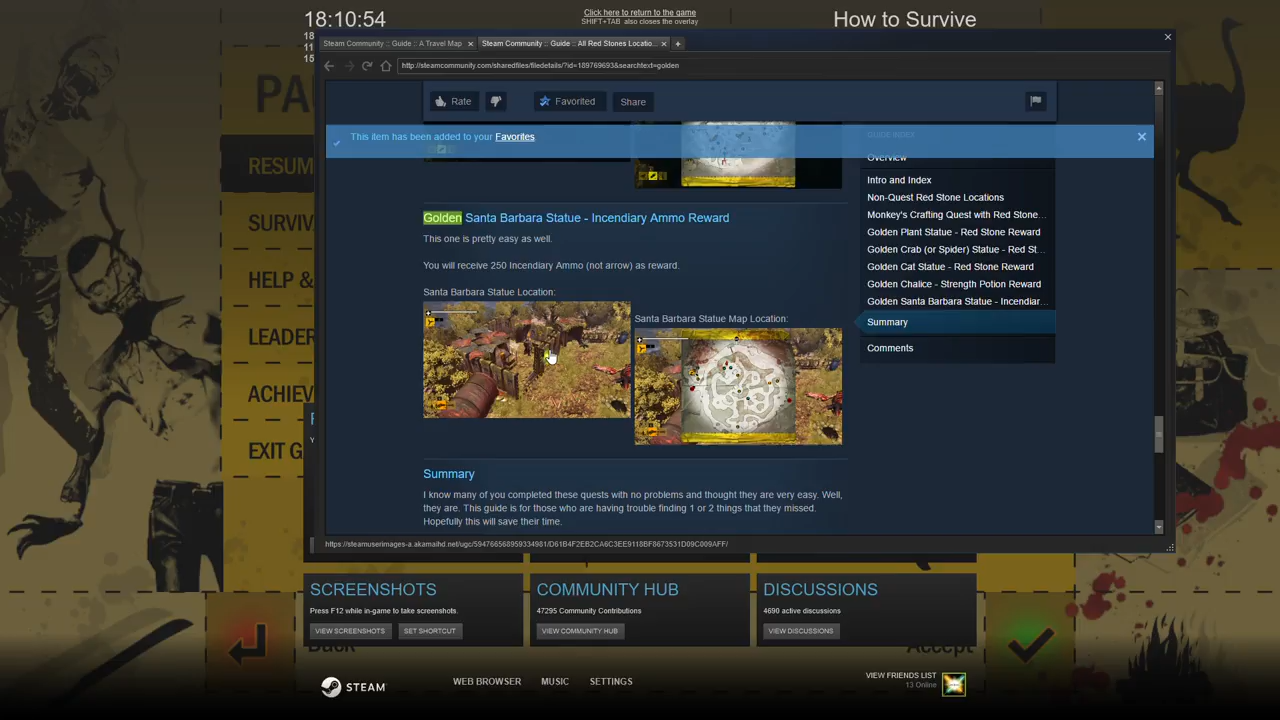 18:10:54
Click here to return to the game
SHIFT+TAB also closes the overlay
How to Survive
Steam Community :: Guide :: A Travel Map
Steam Community :: Guide :: All Red Stones Locatio...
http://steamcommunity.com/sharedfiles/filedetails/?id=189769693&searchtext=golden
Rate
Favorited
Share
This item has been added to your Favorites
GUIDE INDEX
Overview
Intro and Index
Non-Quest Red Stone Locations
Monkey's Crafting Quest with Red Stone...
Golden Plant Statue - Red Stone Reward
Golden Crab (or Spider) Statue - Red St...
Golden Cat Statue - Red Stone Reward
Golden Chalice - Strength Potion Reward
Golden Santa Barbara Statue - Incendiar...
Summary
Comments
Golden Santa Barbara Statue - Incendiary Ammo Reward
This one is pretty easy as well.
You will receive 250 Incendiary Ammo (not arrow) as reward.
Santa Barbara Statue Location:
Santa Barbara Statue Map Location:
Summary
I know many of you completed these quests with no problems and thought they are very easy. Well,
they are. This guide is for those who are having trouble finding 1 or 2 things that they missed.
Hopefully this will save their time.
https://steamuserimages-a.akamaihd.net/ugc/594766568959334981/D61B4F2EB2CA6C3EE9118BF8673531D09C009AFF/
PA
RESUM
SURVIV
HELP &
LEADER
ACHIEV
EXIT G
SCREENSHOTS
Press F12 while in-game to take screenshots.
VIEW SCREENSHOTS
SET SHORTCUT
COMMUNITY HUB
47295 Community Contributions
VIEW COMMUNITY HUB
DISCUSSIONS
4690 active discussions
VIEW DISCUSSIONS
Back
Accept
STEAM
WEB BROWSER
MUSIC
SETTINGS
VIEW FRIENDS LIST
13 Online